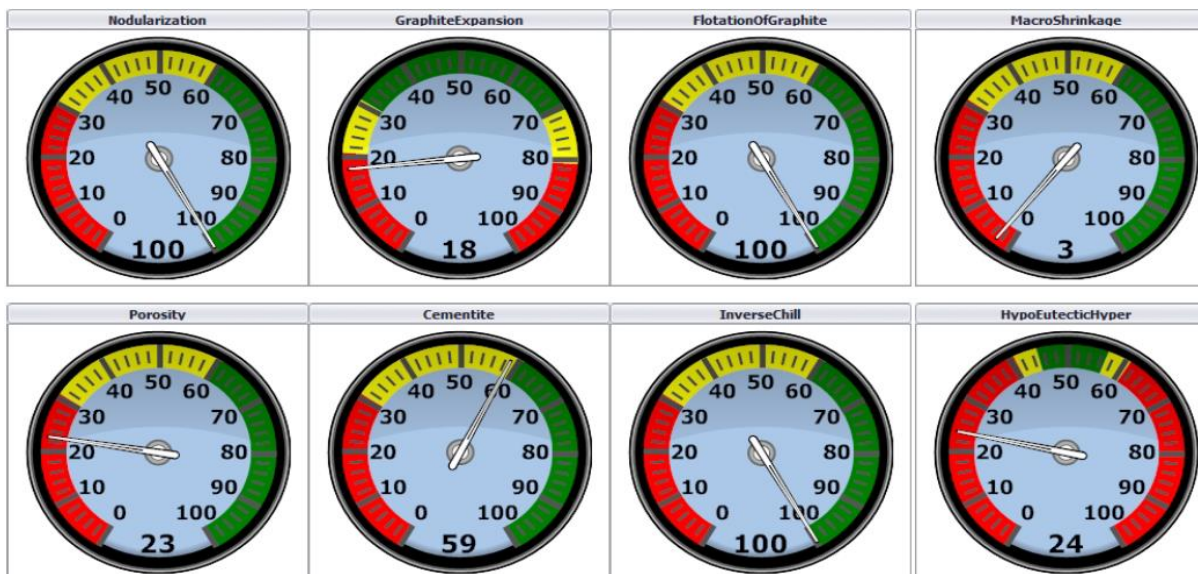 Nodularization GraphiteExpansion FlotationOfGraphite MacroShrinkage
0 10 20 30 40 50 60 70 80 90 100
100
0 10 20 30 40 50 60 70 80 90 100
18
0 10 20 30 40 50 60 70 80 90 100
100
0 10 20 30 40 50 60 70 80 90 100
3
Porosity Cementite InverseChill HypoEutecticHyper
0 10 20 30 40 50 60 70 80 90 100
23
0 10 20 30 40 50 60 70 80 90 100
59
0 10 20 30 40 50 60 70 80 90 100
100
0 10 20 30 40 50 60 70 80 90 100
24